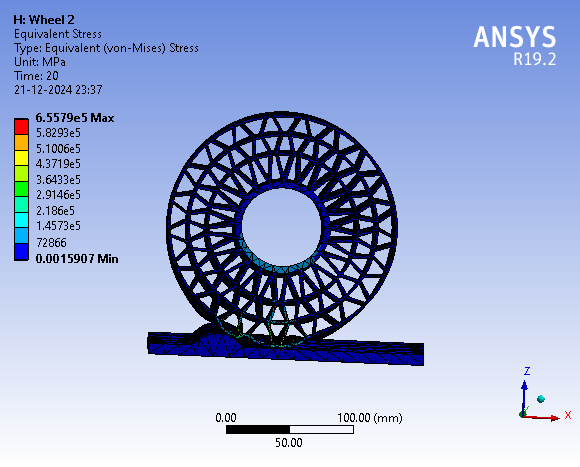 H: Wheel 2
Equivalent Stress
Type: Equivalent (von-Mises) Stress
Unit: MPa
Time: 20
21-12-2024 23:37
ANSYS
R19.2
6.5579e5 Max
5.8293e5
5.1006e5
4.3719e5
3.6433e5
2.9146e5
2.186e5
1.4573e5
72866
0.0015907 Min
0.00
100.00 (mm)
50.00
Z
X